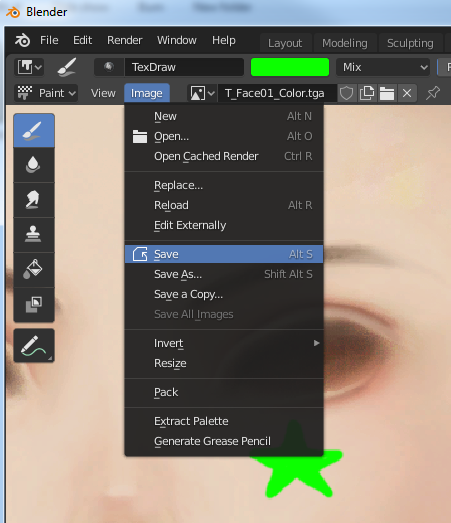 Blender
File Edit Render Window Help Layout Modeling Sculpting
TexDraw Mix
Paint View Image T_Face01_Color.tga
New Alt N
Open... Alt O
Open Cached Render Ctrl R
Replace...
Reload Alt R
Edit Externally
Save Alt S
Save As... Shift Alt S
Save a Copy...
Save All Images
Invert
Resize
Pack
Extract Palette
Generate Grease Pencil